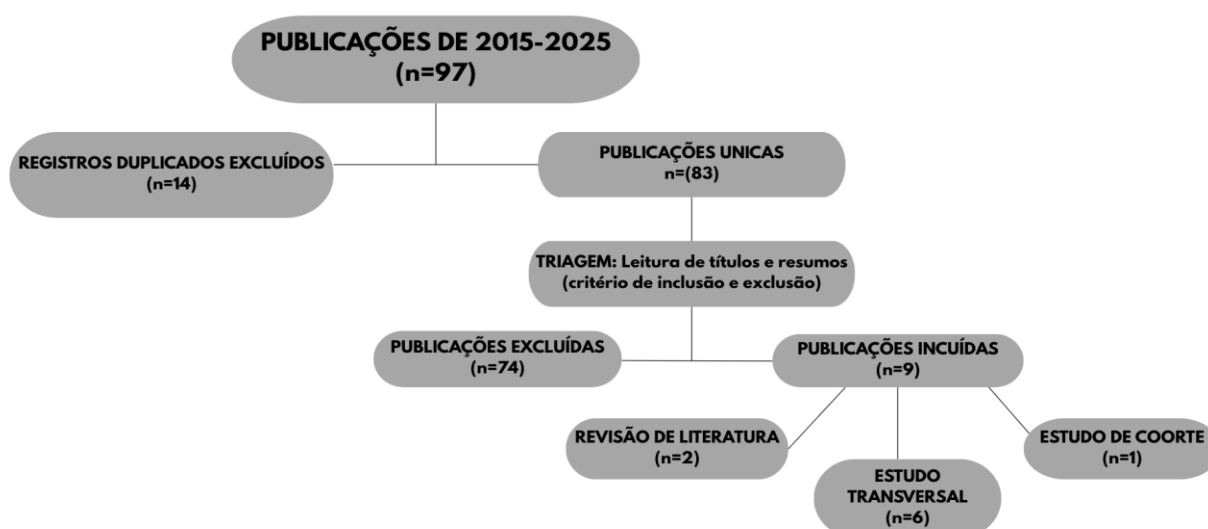 PUBLICAÇÕES DE 2015-2025
(n=97)
REGISTROS DUPLICADOS EXCLUÍDOS
(n=14)
PUBLICAÇÕES UNICAS
n=(83)
TRIAGEM: Leitura de títulos e resumos
(critério de inclusão e exclusão)
PUBLICAÇÕES EXCLUÍDAS
(n=74)
PUBLICAÇÕES INCUÍDAS
(n=9)
REVISÃO DE LITERATURA
(n=2)
ESTUDO
TRANSVERSAL
(n=6)
ESTUDO DE COORTE
(n=1)